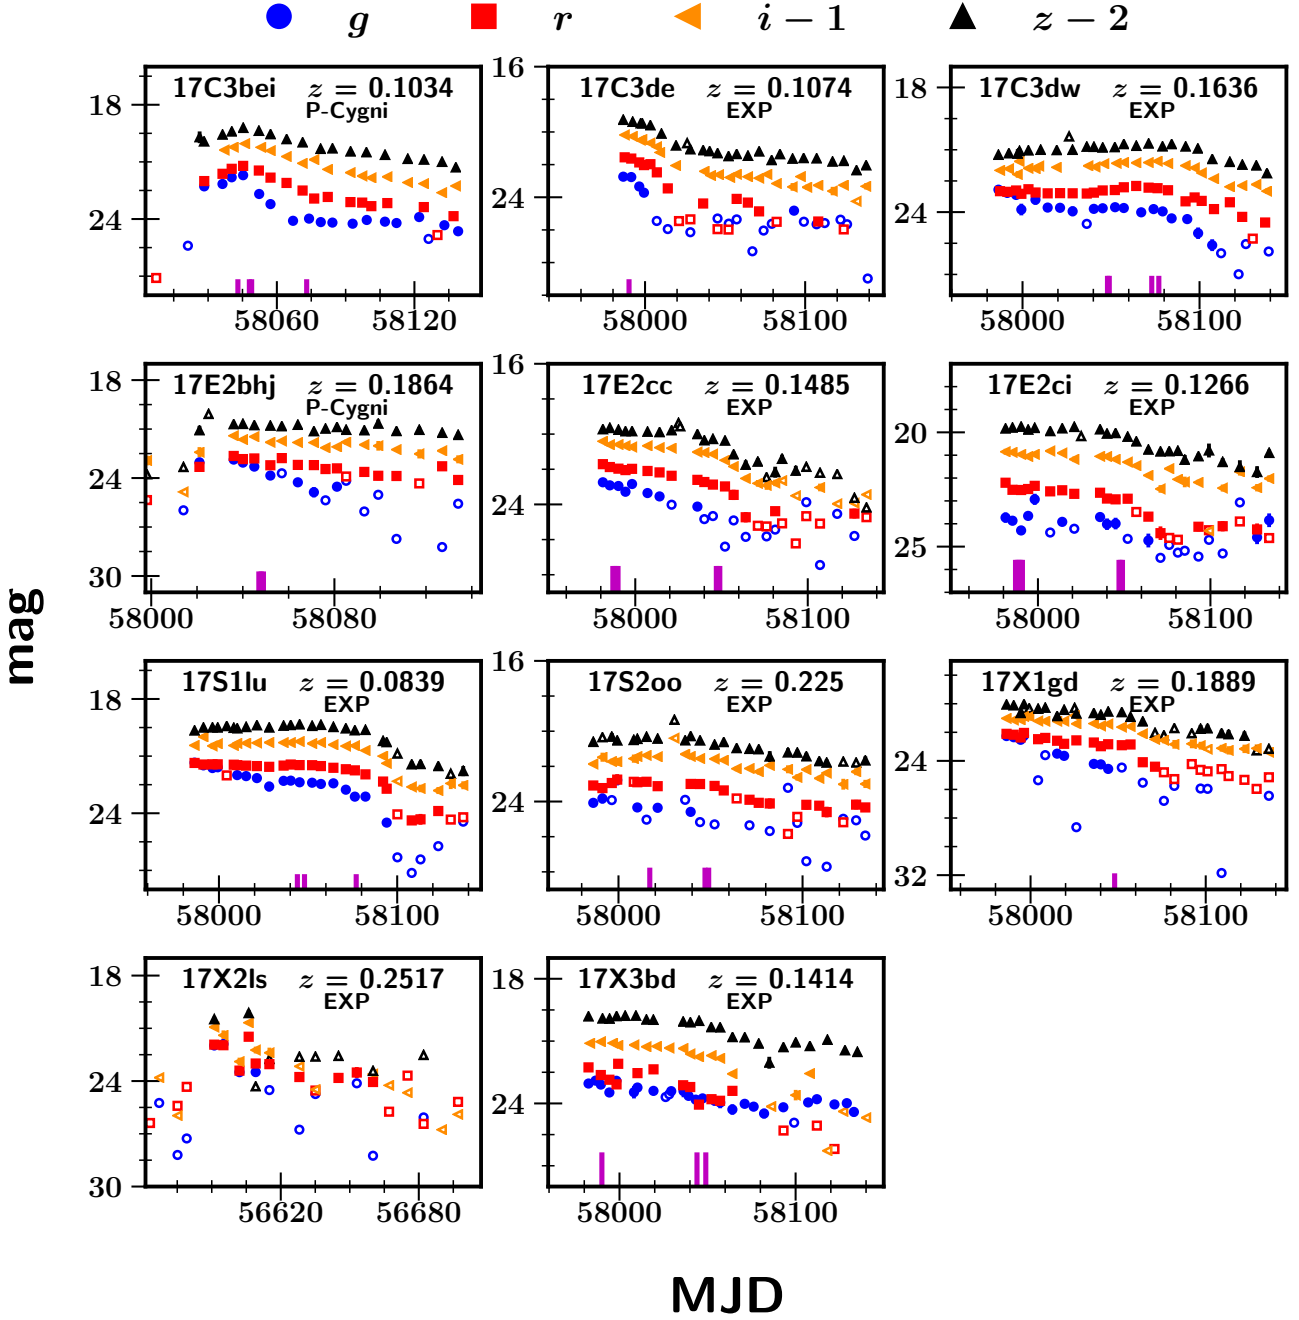 g r i − 1 z − 2
17C3bei z = 0.1034
P-Cygni
18
24
58060 58120
17C3de z = 0.1074
EXP
16
24
58000 58100
17C3dw z = 0.1636
EXP
18
24
58000 58100
17E2bhj z = 0.1864
P-Cygni
18
24
30
58000 58080
17E2cc z = 0.1485
EXP
16
24
58000 58100
17E2ci z = 0.1266
EXP
20
25
58000 58100
17S1lu z = 0.0839
EXP
18
24
58000 58100
17S2oo z = 0.225
EXP
16
24
58000 58100
17X1gd z = 0.1889
EXP
24
32
58000 58100
17X2ls z = 0.2517
EXP
18
24
30
56620 56680
17X3bd z = 0.1414
EXP
18
24
58000 58100
mag
MJD